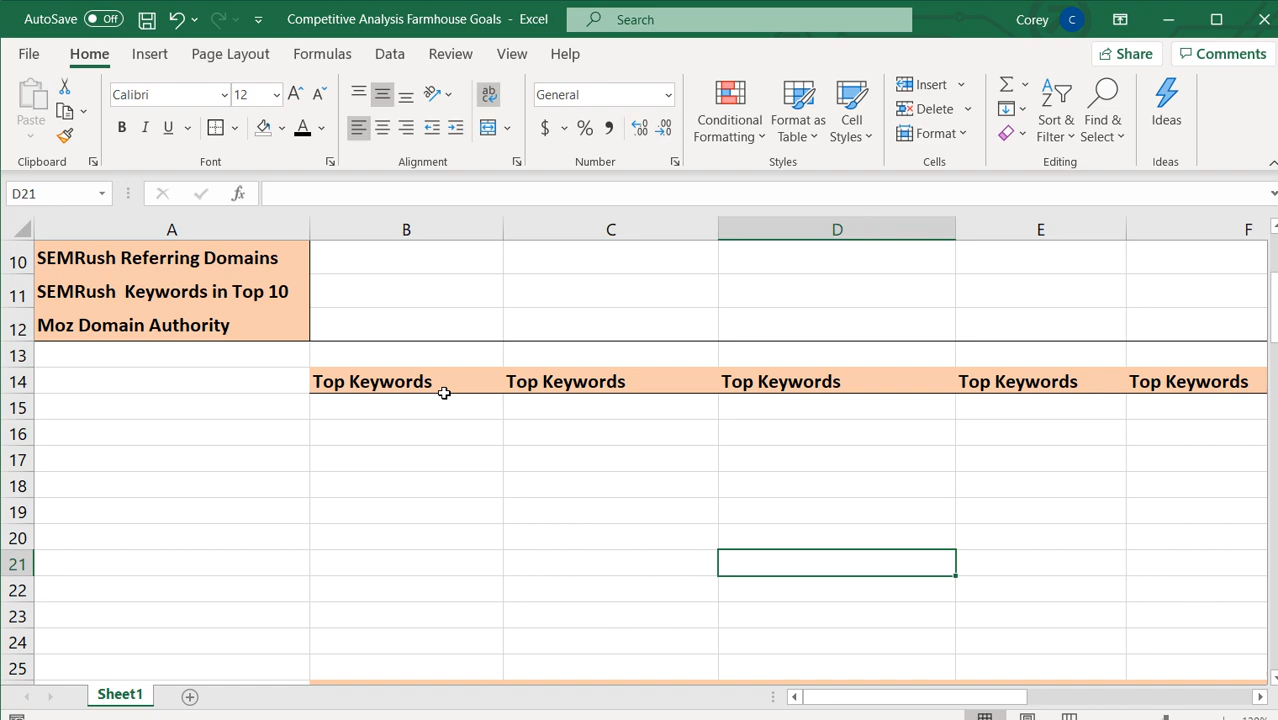 AutoSave Off Competitive Analysis Farmhouse Goals - Excel Search Corey C
File Home Insert Page Layout Formulas Data Review View Help Share Comments
Paste
Clipboard
Calibri 12
B I U A
Font
ab
Alignment
General
$ % 9
Number
Conditional Formatting
Format as Table
Cell Styles
Styles
Insert
Delete
Format
Cells
Sort & Filter
Find & Select
Editing
Ideas
Ideas
D21 fx
A B C D E F
10 SEMRush Referring Domains
11 SEMRush Keywords in Top 10
12 Moz Domain Authority
13
14 Top Keywords Top Keywords Top Keywords Top Keywords Top Keywords
15
16
17
18
19
20
21
22
23
24
25
Sheet1